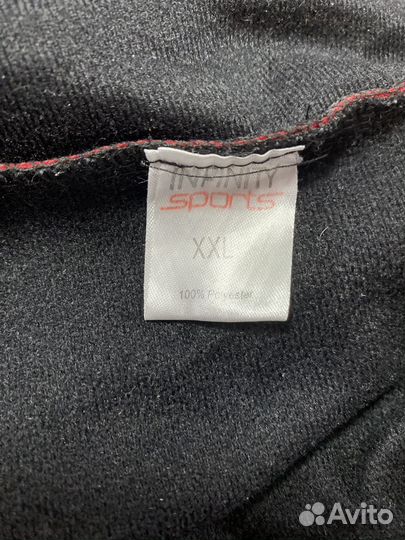 INFINITY
sports
XXL
100% Polyester
Avito